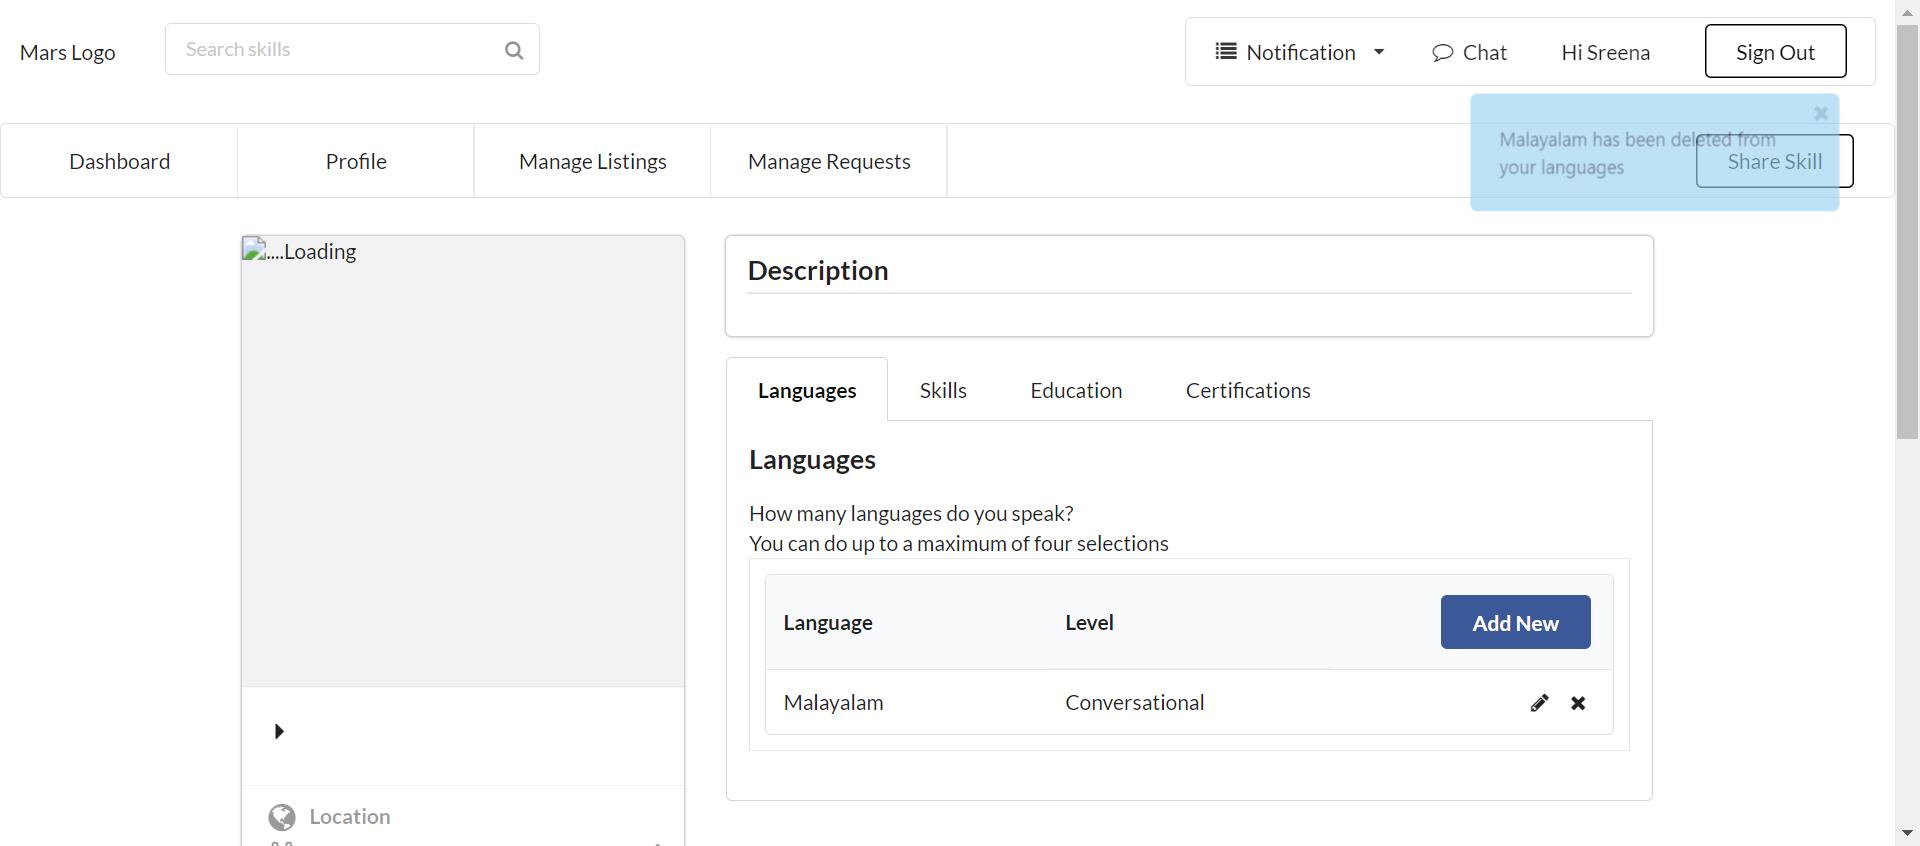 Mars Logo
Search skills
Notification
Chat
Hi Sreena
Sign Out
Malayalam has been deleted from
your languages
Dashboard
Profile
Manage Listings
Manage Requests
Share Skill
....Loading
Description
Languages
Skills
Education
Certifications
Languages
How many languages do you speak?
You can do up to a maximum of four selections
Language
Level
Add New
Malayalam
Conversational
Location